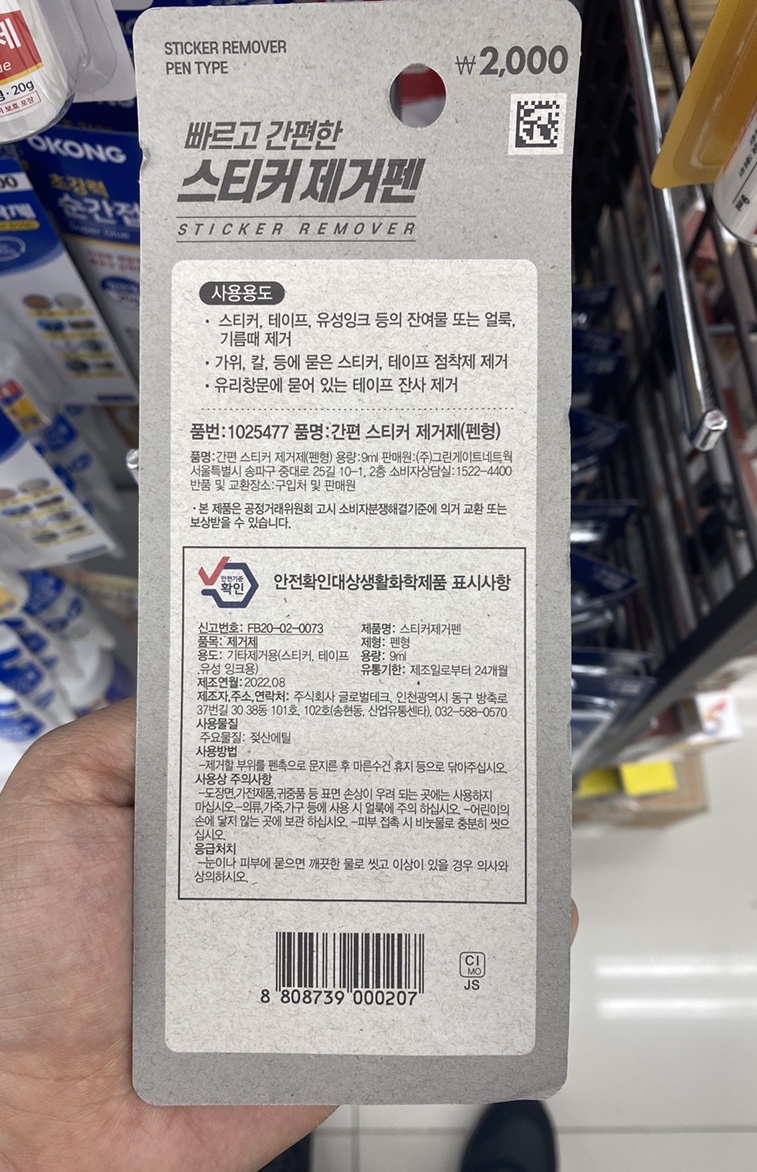 STICKER REMOVER
PEN TYPE
₩2,000
빠르고 간편한
스티커 제거펜
STICKER REMOVER
사용용도
· 스티커, 테이프, 유성잉크 등의 잔여물 또는 얼룩,
기름때 제거
· 가위, 칼, 등에 묻은 스티커, 테이프 점착제 제거
· 유리창문에 묻어 있는 테이프 잔사 제거
품번:1025477 품명:간편 스티커 제거제(펜형)
품명:간편 스티커 제거제(펜형) 용량:9ml 판매원:(주)그린게이트네트웍
서울특별시 송파구 중대로 25길 10-1, 2층 소비자상담실:1522-4400
반품 및 교환장소:구입처 및 판매원
· 본 제품은 공정거래위원회 고시 소비자분쟁해결기준에 의거 교환 또는
보상받을 수 있습니다.
안전기준
확인
안전확인대상생활화학제품 표시사항
신고번호: FB20-02-0073 제품명: 스티커제거펜
품목: 제거제 제형: 펜형
용도: 기타제거용(스티커, 테이프 용량: 9ml
,유성 잉크용) 유통기한: 제조일로부터 24개월
제조연월:2022.08
제조자,주소,연락처: 주식회사 글로벌테크, 인천광역시 동구 방축로
37번길 30 38동 101호, 102호(송현동, 산업유통센타), 032-588-0570
사용물질
주요물질: 젖산에틸
사용방법
-제거할 부위를 펜촉으로 문지른 후 마른수건 휴지 등으로 닦아주십시오.
사용상 주의사항
-도장면,가전제품,귀중품 등 표면 손상이 우려 되는 곳에는 사용하지
마십시오.-의류,가죽,가구 등에 사용 시 얼룩에 주의 하십시오. -어린이의
손에 닿지 않는 곳에 보관 하십시오. -피부 접촉 시 비눗물로 충분히 씻으
십시오.
응급처치
-눈이나 피부에 묻으면 깨끗한 물로 씻고 이상이 있을 경우 의사와
상의하시오.
8 808739 000207
CI
MO
JS
제
20g
OKONG
초강력
순간접
Super Glue